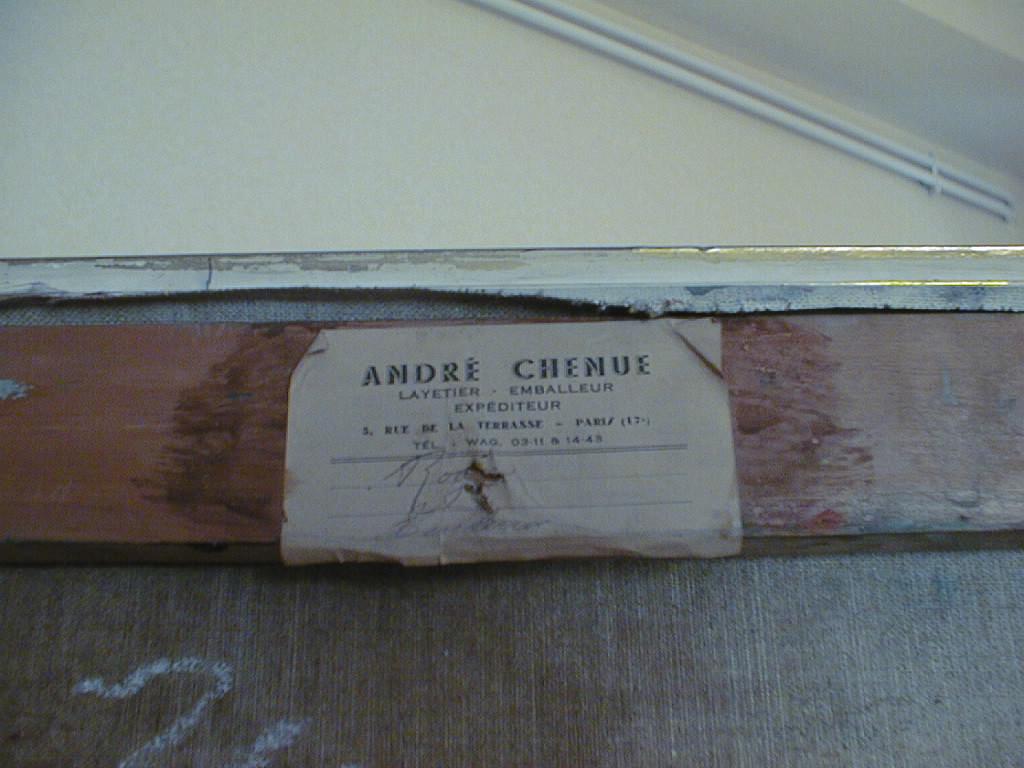 ANDRÉ CHENUE
LAYETIER - EMBALLEUR
EXPÉDITEUR
5, RUE DE LA TERRASSE - PARIS (17e)
TÉL. - WAG. 03-11 & 14-43